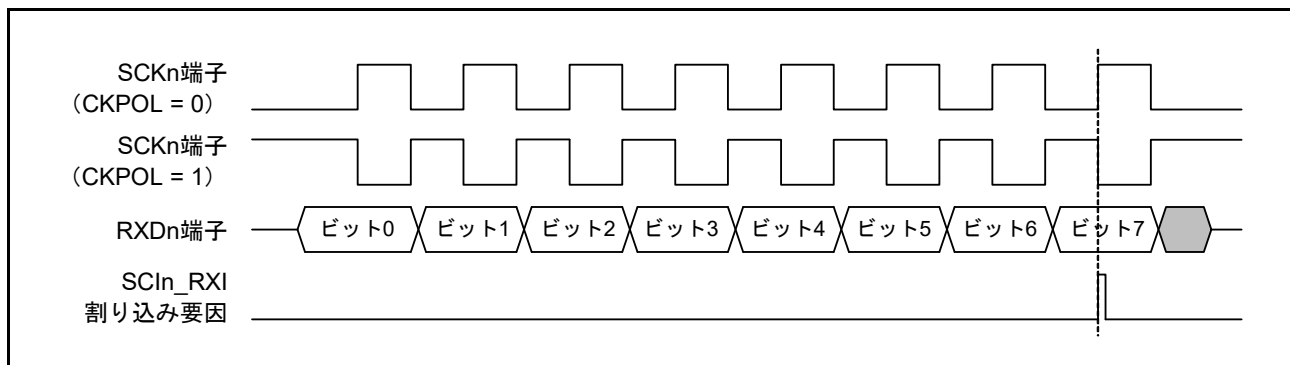 SCKn端子
（CKPOL = 0）
SCKn端子
（CKPOL = 1）
RXDn端子
ビット0 ビット1 ビット2 ビット3 ビット4 ビット5 ビット6 ビット7
SCIn_RXI
割り込み要因